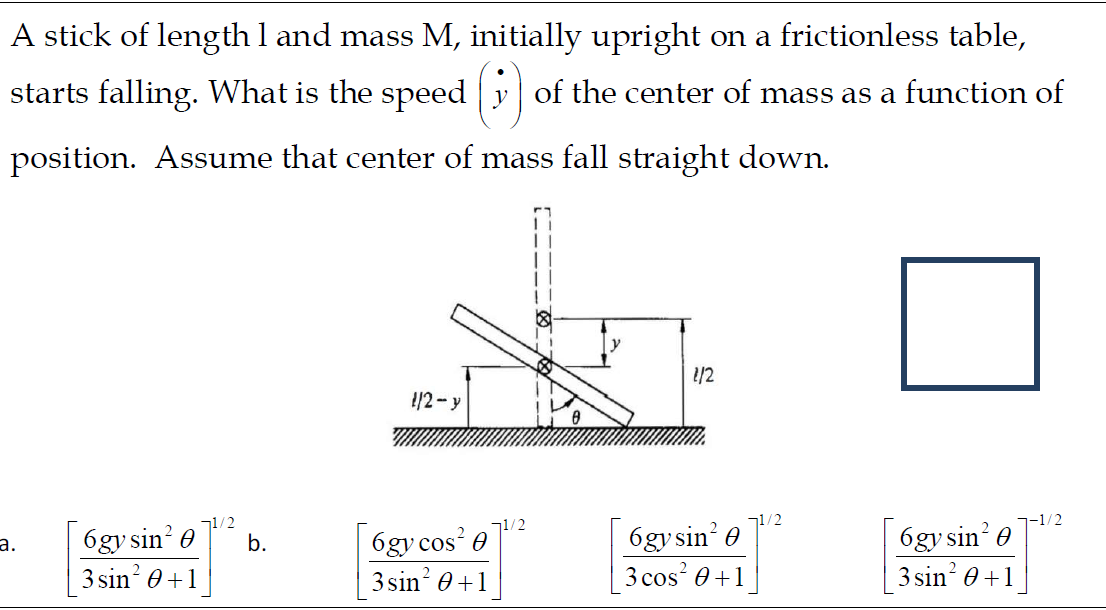 A stick of length l and mass M, initially upright on a frictionless table,
starts falling. What is the speed (ẏ) of the center of mass as a function of
position. Assume that center of mass fall straight down.
y
l/2
l/2 - y
θ
a. [6gy sin² θ / 3 sin² θ + 1]^1/2 b. [6gy cos² θ / 3 sin² θ + 1]^1/2 [6gy sin² θ / 3 cos² θ + 1]^1/2 [6gy sin² θ / 3 sin² θ + 1]^-1/2